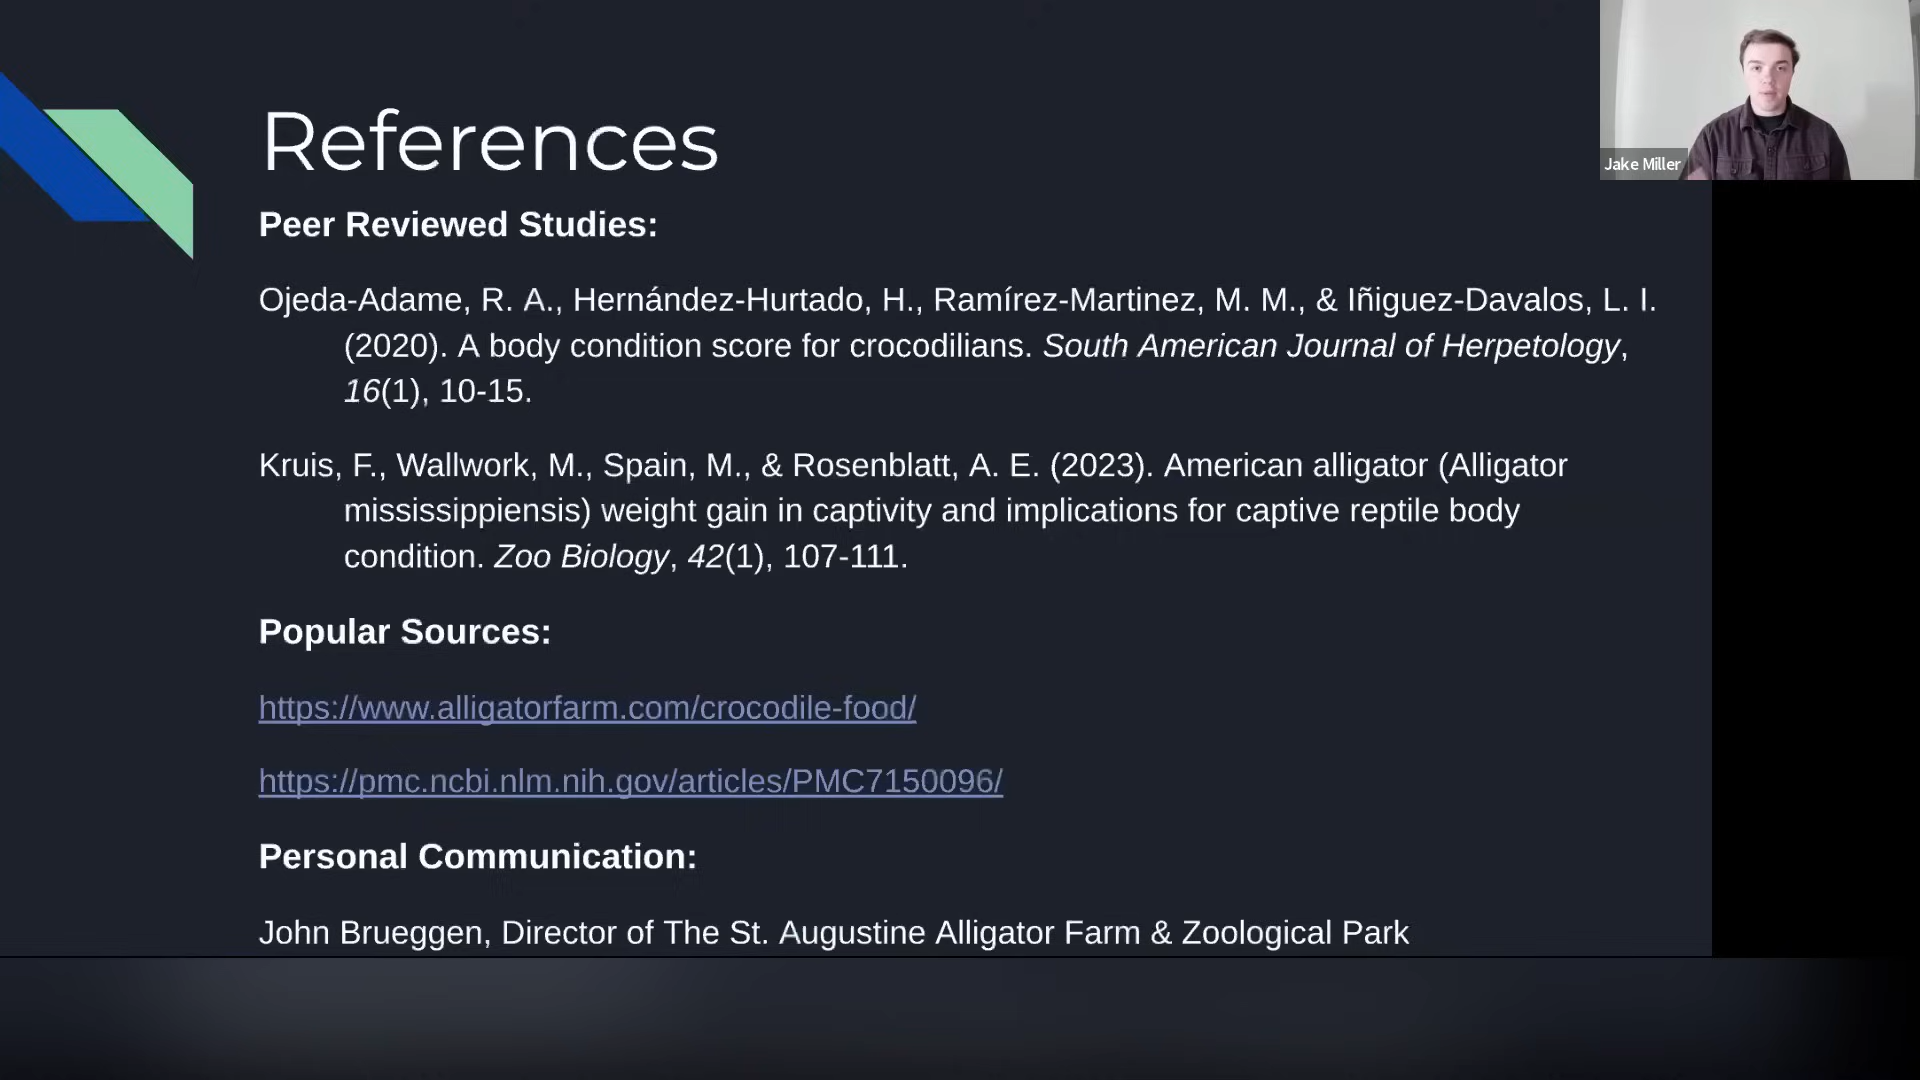 References
Jake Miller
Peer Reviewed Studies:
Ojeda-Adame, R. A., Hernández-Hurtado, H., Ramírez-Martinez, M. M., & Iñiguez-Davalos, L. I.
(2020). A body condition score for crocodilians. South American Journal of Herpetology,
16(1), 10-15.
Kruis, F., Wallwork, M., Spain, M., & Rosenblatt, A. E. (2023). American alligator (Alligator
mississippiensis) weight gain in captivity and implications for captive reptile body
condition. Zoo Biology, 42(1), 107-111.
Popular Sources:
https://www.alligatorfarm.com/crocodile-food/
https://pmc.ncbi.nlm.nih.gov/articles/PMC7150096/
Personal Communication:
John Brueggen, Director of The St. Augustine Alligator Farm & Zoological Park